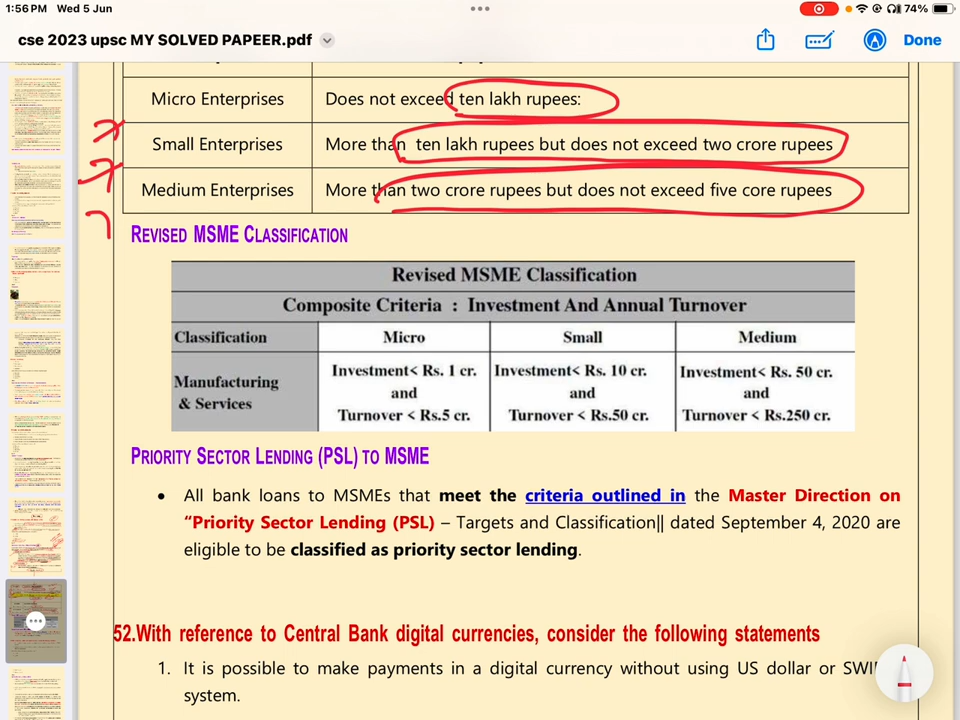 1:56 PM Wed 5 Jun
74%
cse 2023 upsc MY SOLVED PAPEER.pdf
Done
Micro Enterprises Does not exceed ten lakh rupees:
Small Enterprises More than ten lakh rupees but does not exceed two crore rupees
Medium Enterprises More than two crore rupees but does not exceed five core rupees
REVISED MSME CLASSIFICATION
Revised MSME Classification
Composite Criteria : Investment And Annual Turnover
Classification Micro Small Medium
Manufacturing & Services
Investment< Rs. 1 cr. and Turnover < Rs.5 cr.
Investment< Rs. 10 cr. and Turnover < Rs.50 cr.
Investment< Rs. 50 cr. and Turnover < Rs.250 cr.
PRIORITY SECTOR LENDING (PSL) TO MSME
• All bank loans to MSMEs that meet the criteria outlined in the Master Direction on
“Priority Sector Lending (PSL) – Targets and Classification|| dated September 4, 2020 are
eligible to be classified as priority sector lending.
52.With reference to Central Bank digital currencies, consider the following statements
1. It is possible to make payments in a digital currency without using US dollar or
system.